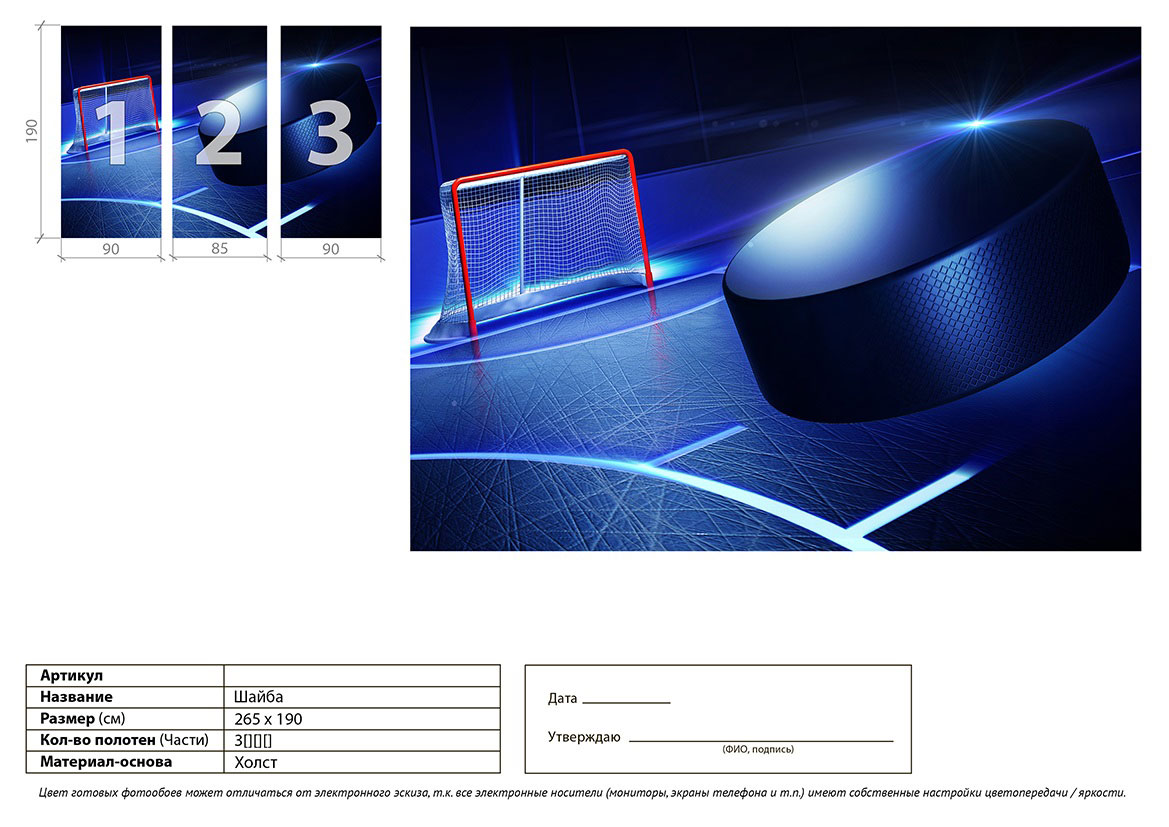 190
1 2 3
90 85 90
Артикул
Название Шайба
Размер (см) 265 x 190
Кол-во полотен (Части) 3[][][]
Материал-основа Холст
Дата
Утверждаю
(ФИО, подпись)
Цвет готовых фотообоев может отличаться от электронного эскиза, т.к. все электронные носители (мониторы, экраны телефона и т.п.) имеют собственные настройки цветопередачи / яркости.